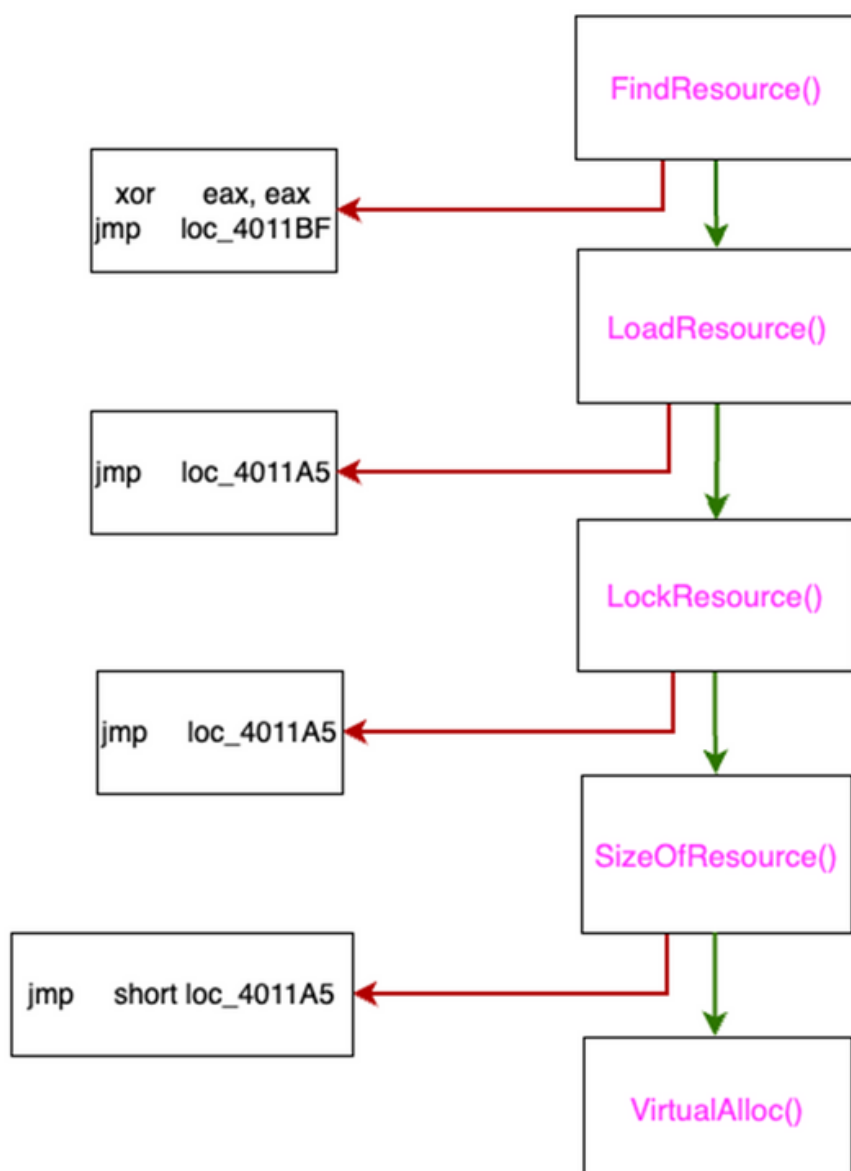 FindResource()
xor eax, eax
jmp loc_4011BF
LoadResource()
jmp loc_4011A5
LockResource()
jmp loc_4011A5
SizeOfResource()
jmp short loc_4011A5
VirtualAlloc()